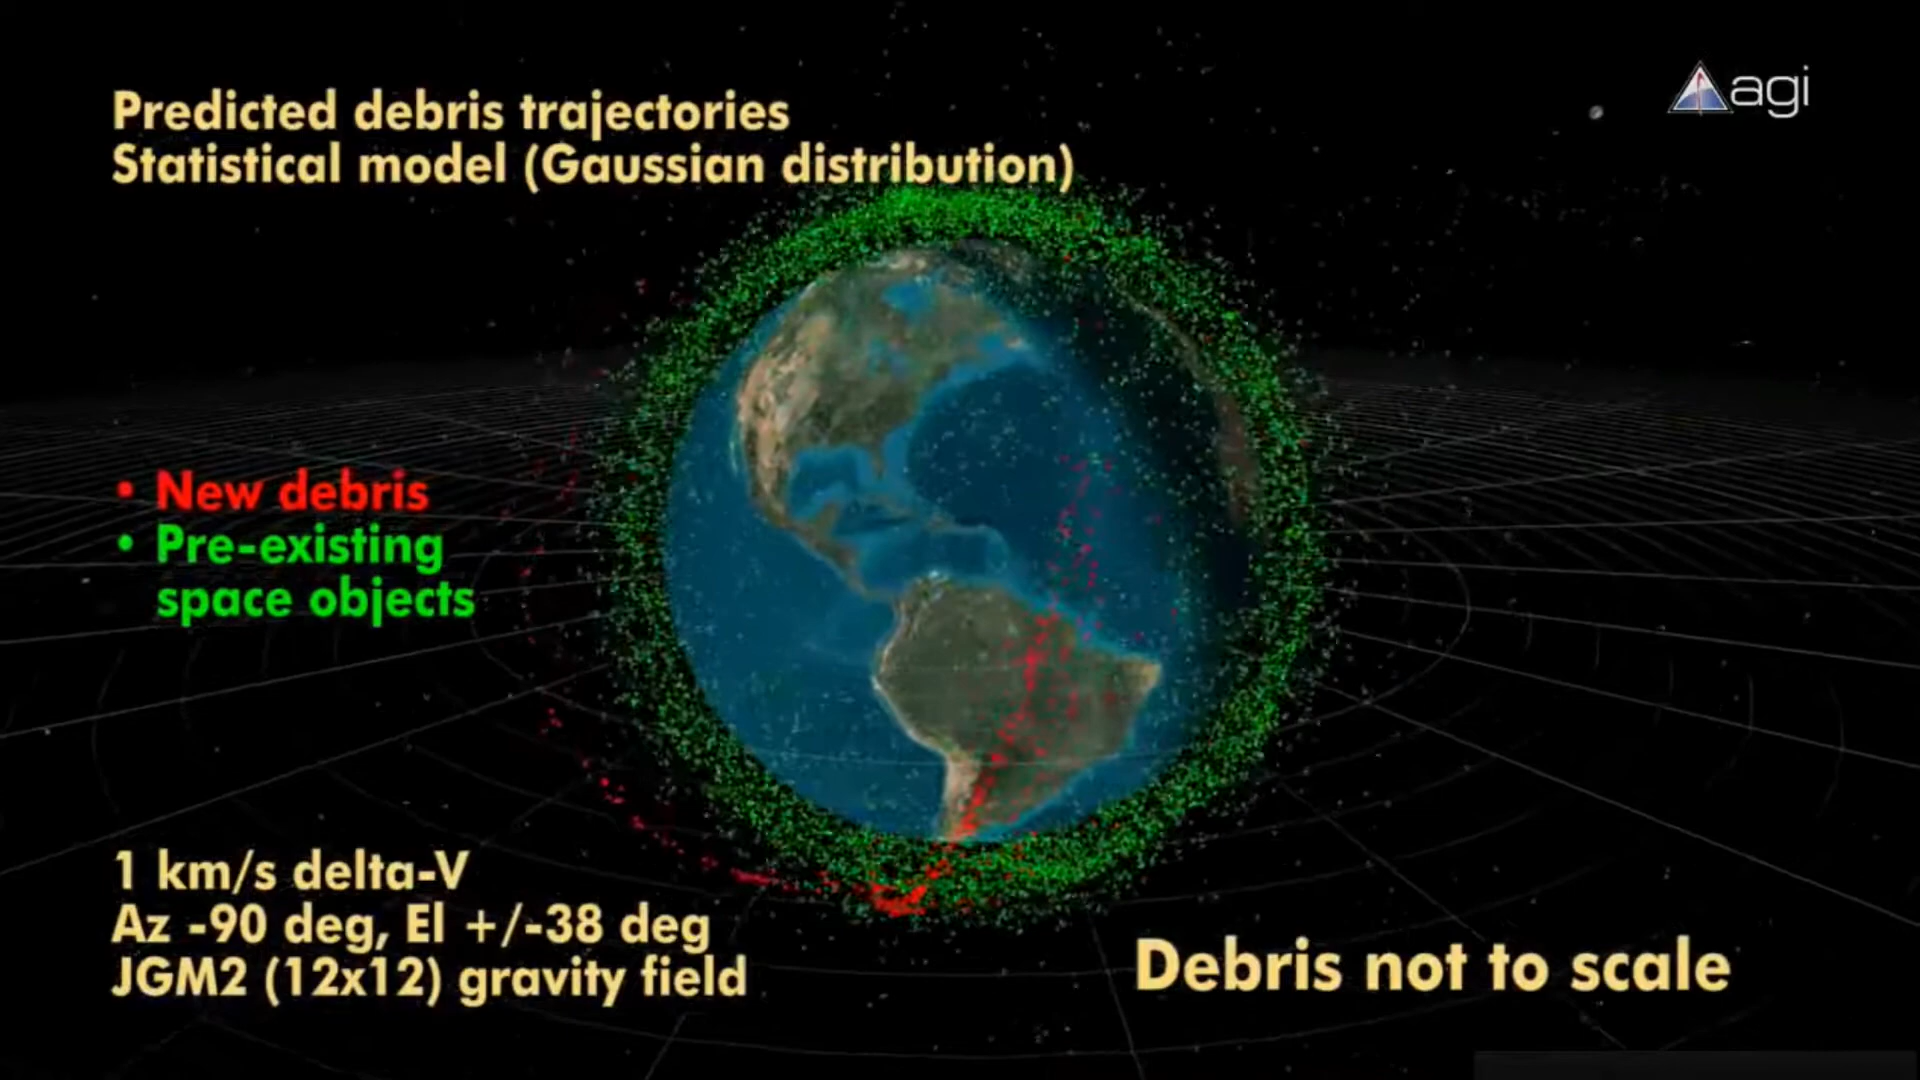 Predicted debris trajectories
Statistical model (Gaussian distribution)
agi
• New debris
• Pre-existing
space objects
1 km/s delta-V
Az -90 deg, El +/-38 deg
JGM2 (12x12) gravity field
Debris not to scale